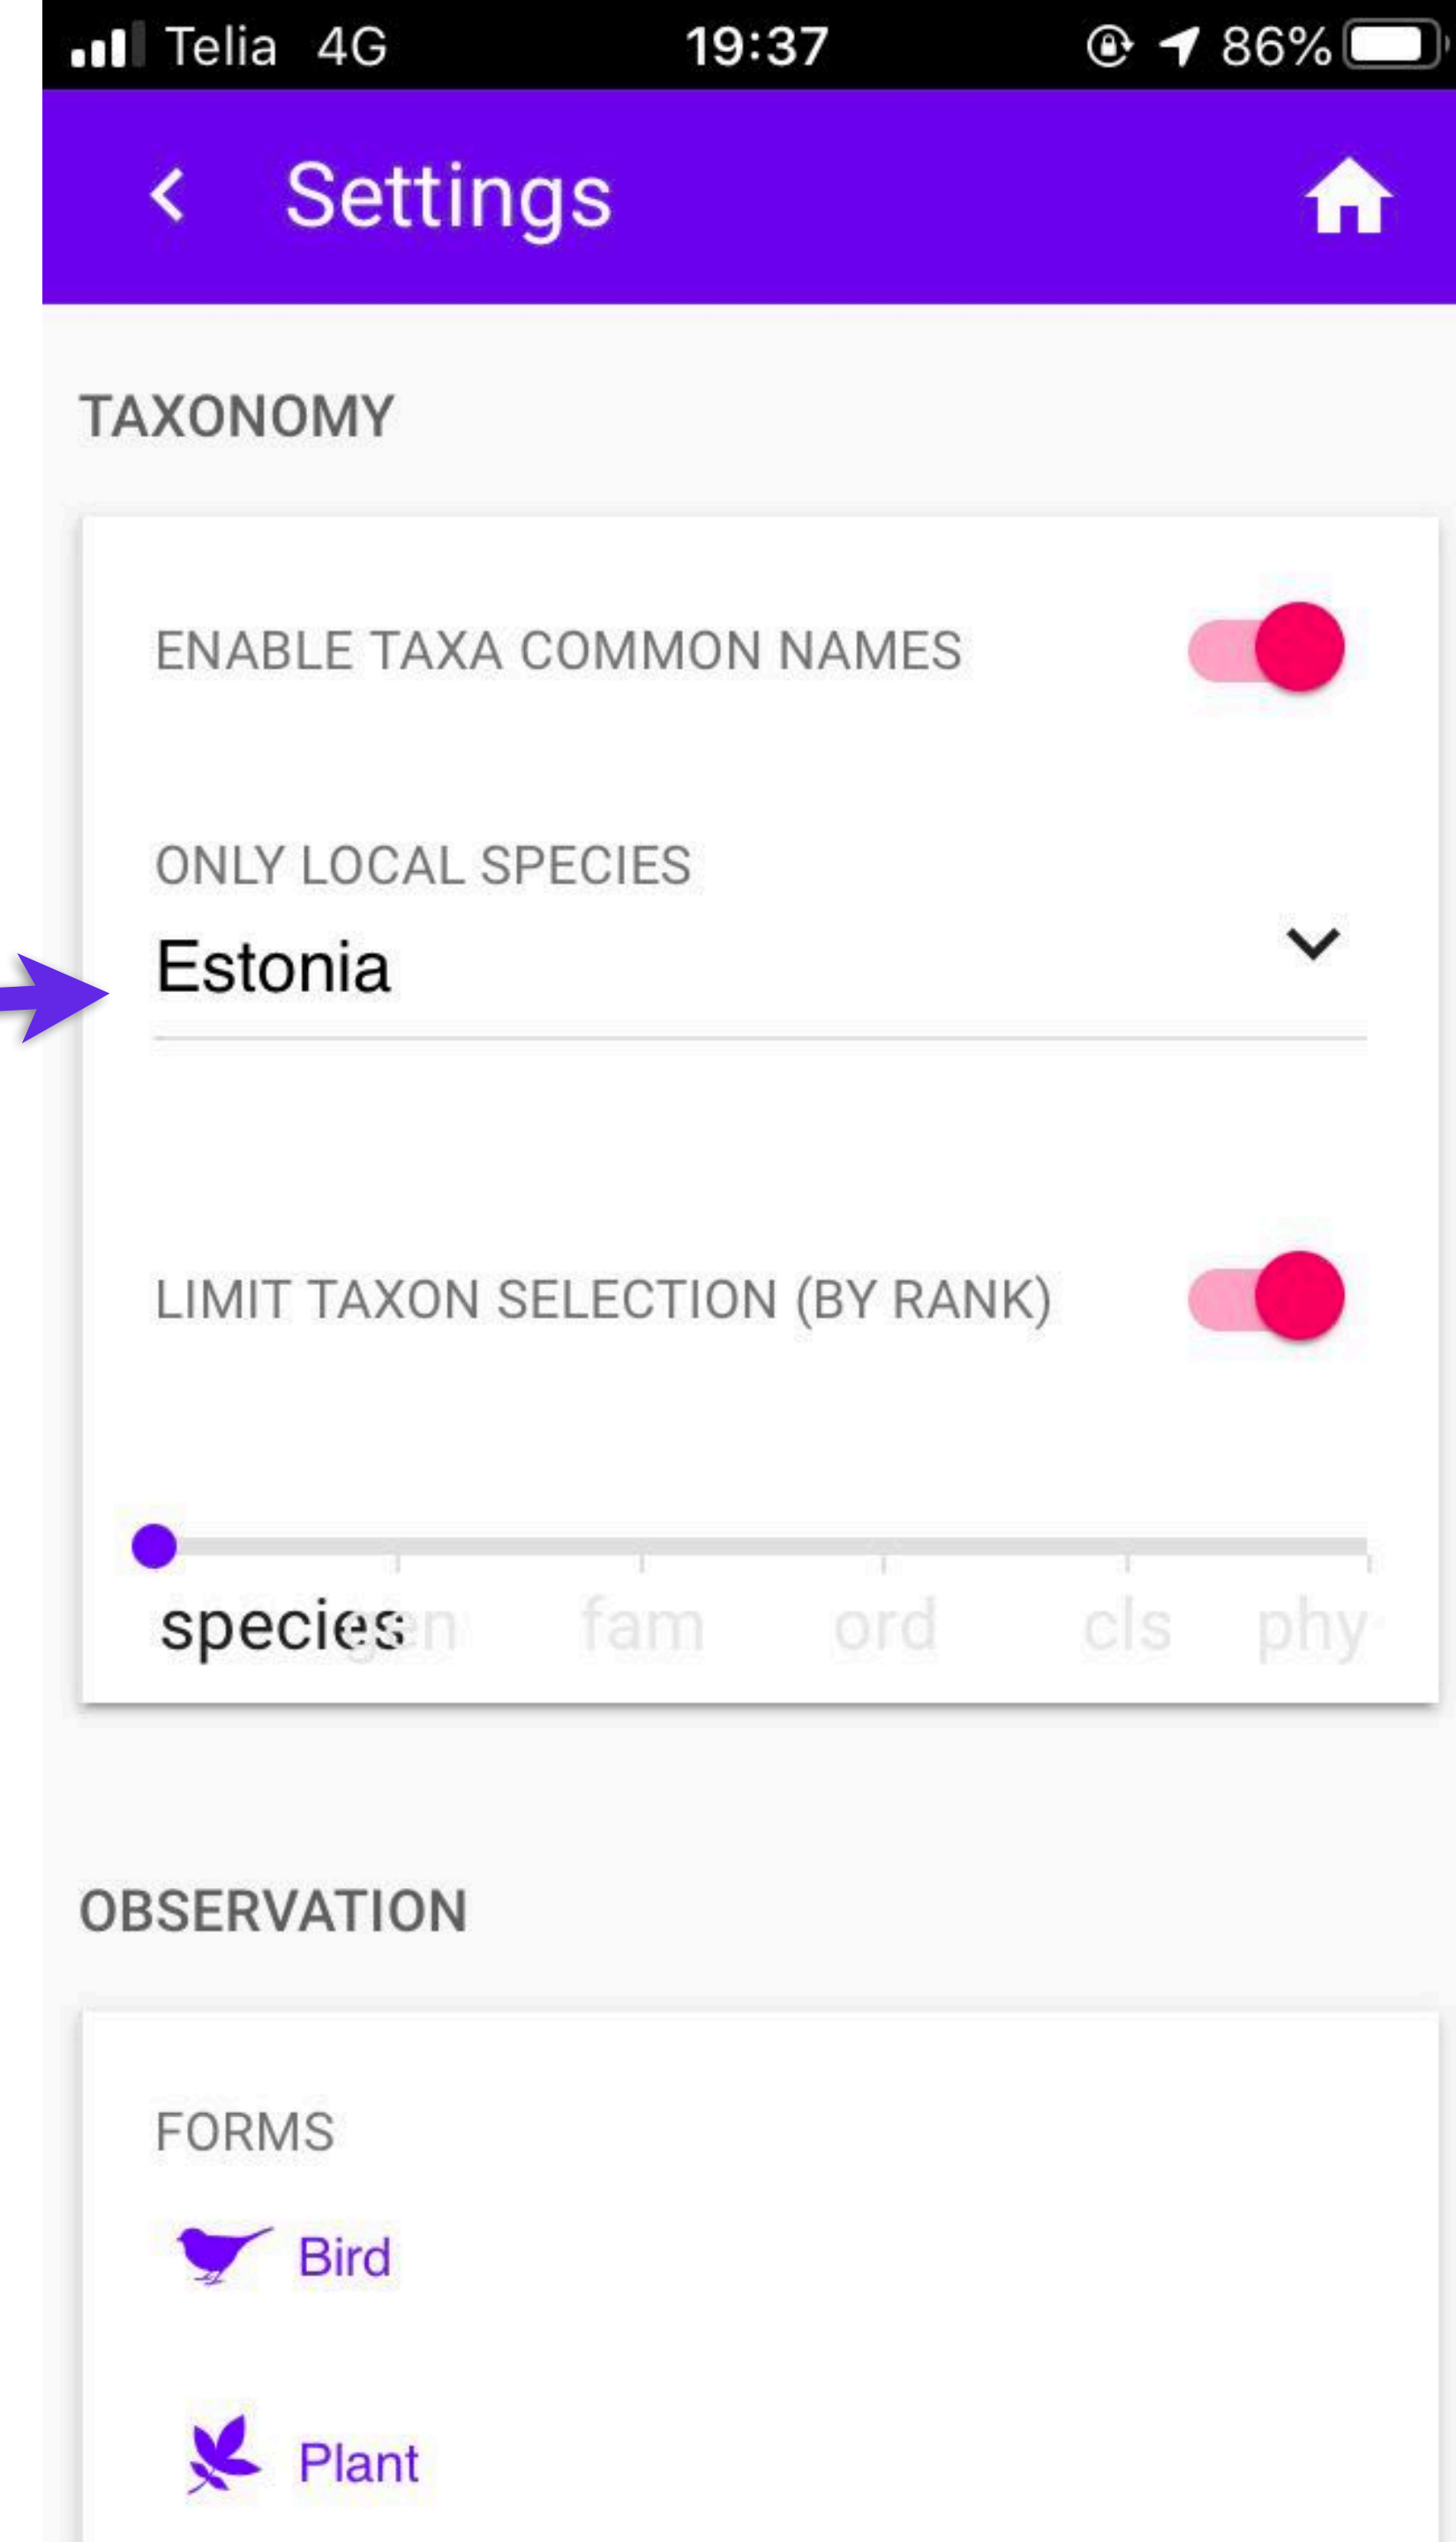 Telia 4G 19:37 86%
Settings
TAXONOMY
ENABLE TAXA COMMON NAMES
ONLY LOCAL SPECIES
Estonia
LIMIT TAXON SELECTION (BY RANK)
species gen fam ord cls phy
OBSERVATION
FORMS
Bird
Plant